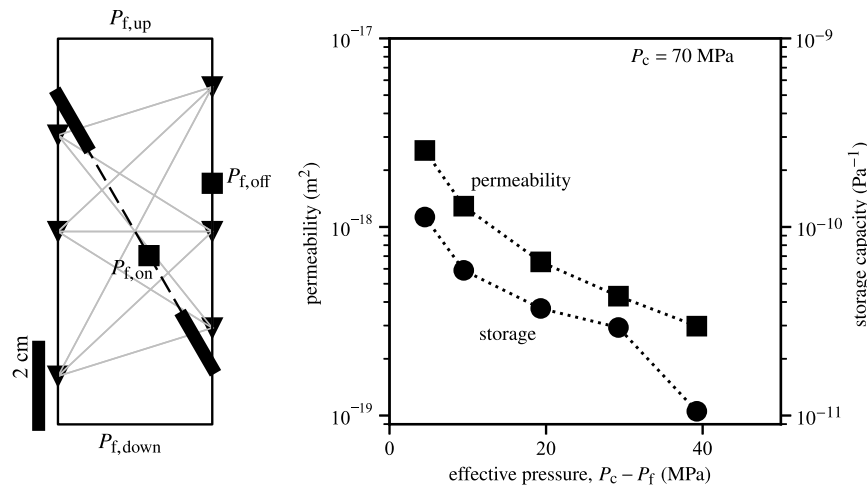 P_f,up
P_f,off
P_f,on
2 cm
P_f,down
P_c = 70 MPa
permeability
storage
10^−17
10^−18
10^−19
permeability (m^2)
10^−9
10^−10
10^−11
storage capacity (Pa^−1)
0 20 40
effective pressure, P_c – P_f (MPa)